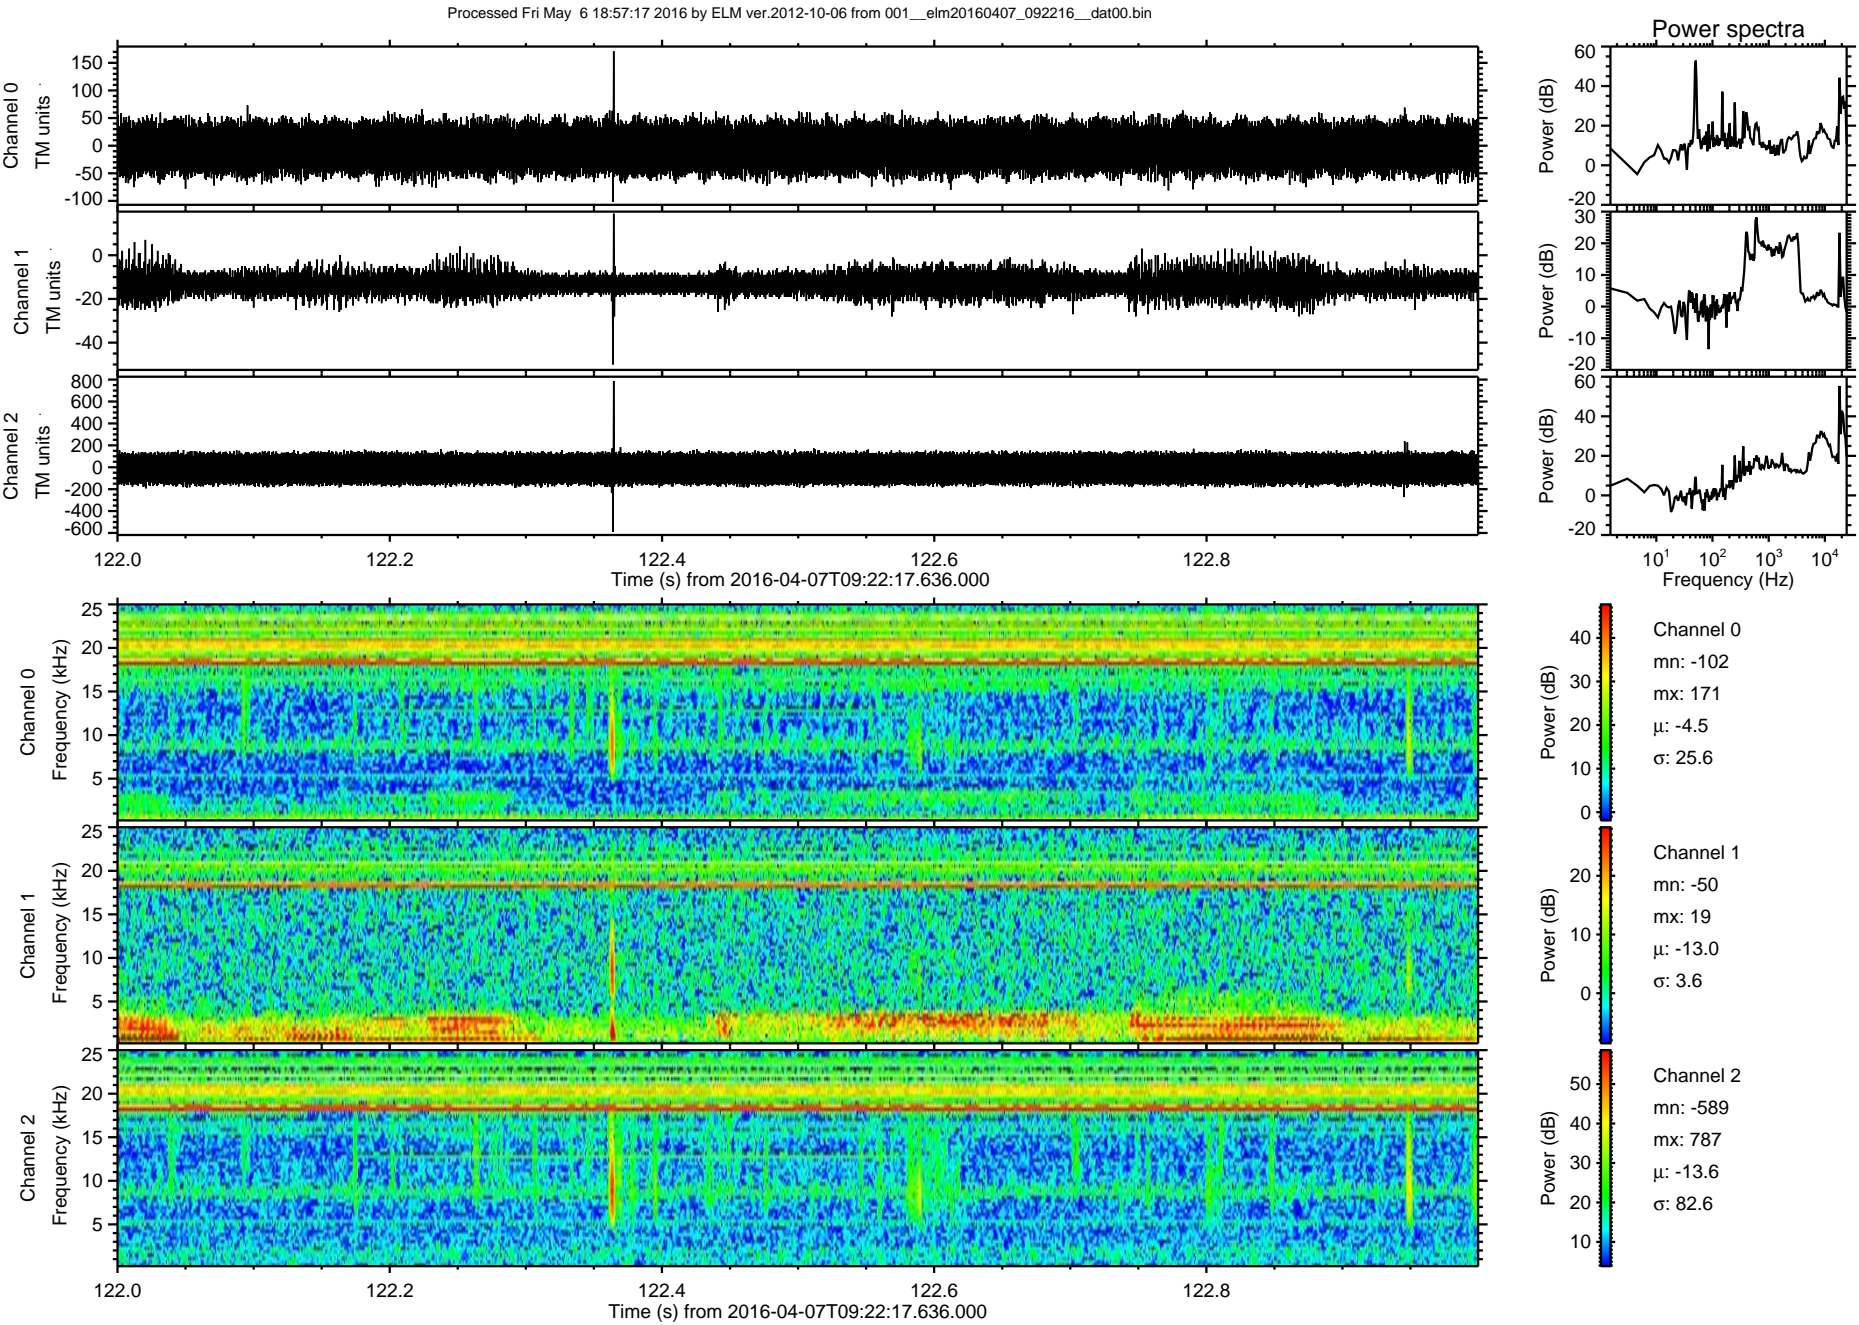 Processed Fri May 6 18:57:17 2016 by ELM ver.2012-10-06 from 001__elm20160407_092216__dat00.bin
Power spectra
Channel 0
TM units
150
100
50
0
-50
-100
Power (dB)
60
40
20
0
-20
Channel 1
TM units
0
-20
-40
Power (dB)
30
20
10
0
-10
-20
Channel 2
TM units
800
600
400
200
0
-200
-400
-600
Power (dB)
60
40
20
0
-20
122.0 122.2 122.4 122.6 122.8
Time (s) from 2016-04-07T09:22:17.636.000
10¹ 10² 10³ 10⁴
Frequency (Hz)
Channel 0
Frequency (kHz)
25
20
15
10
5
Power (dB)
40
30
20
10
0
Channel 0
mn: -102
mx: 171
μ: -4.5
σ: 25.6
Channel 1
Frequency (kHz)
25
20
15
10
5
Power (dB)
20
10
0
Channel 1
mn: -50
mx: 19
μ: -13.0
σ: 3.6
Channel 2
Frequency (kHz)
25
20
15
10
5
Power (dB)
50
40
30
20
10
Channel 2
mn: -589
mx: 787
μ: -13.6
σ: 82.6
122.0 122.2 122.4 122.6 122.8
Time (s) from 2016-04-07T09:22:17.636.000